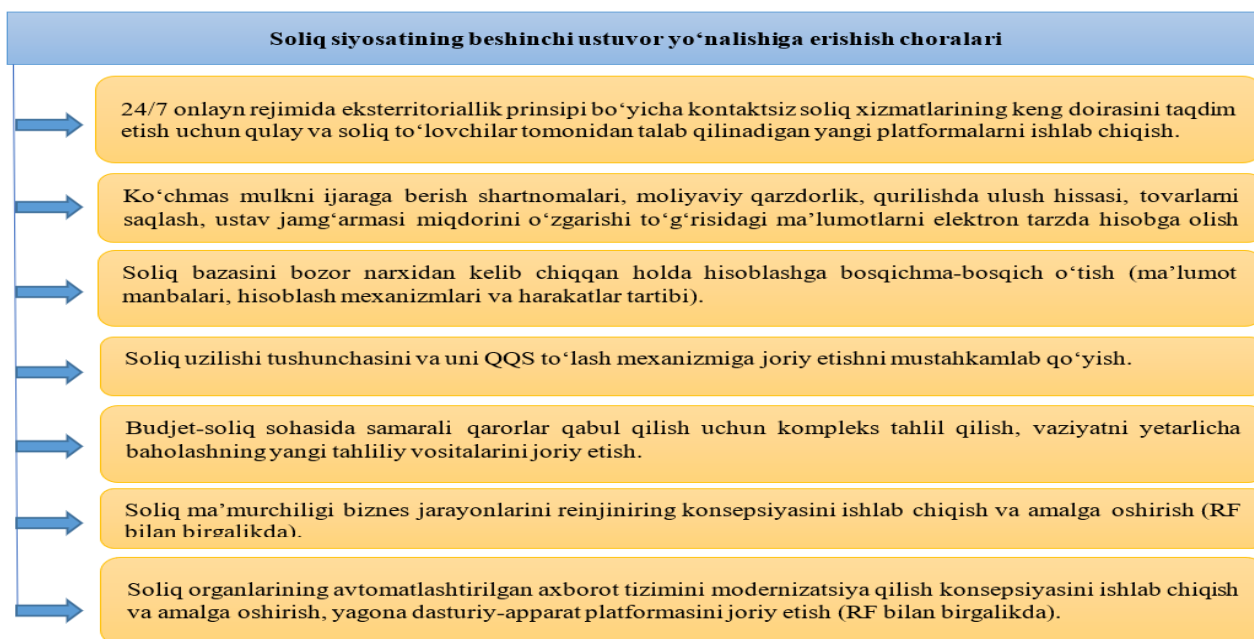 Soliq siyosatining beshinchi ustuvor yo‘nalishiga erishish choralari
24/7 onlayn rejimida eksterritoriallik prinsipi bo‘yicha kontaktsiz soliq xizmatlarining keng doirasini taqdim
etish uchun qulay va soliq to‘lovchilar tomonidan talab qilinadigan yangi platformalarni ishlab chiqish.
Ko‘chmas mulkni ijaraga berish shartnomalari, moliyaviy qarzdorlik, qurilishda ulush hissasi, tovarlarni
saqlash, ustav jamg‘armasi miqdorini o‘zgarishi to‘g‘risidagi ma’lumotlarni elektron tarzda hisobga olish
Soliq bazasini bozor narxidan kelib chiqqan holda hisoblashga bosqichma-bosqich o‘tish (ma’lumot
manbalari, hisoblash mexanizmlari va harakatlar tartibi).
Soliq uzilishi tushunchasini va uni QQS to‘lash mexanizmiga joriy etishni mustahkamlab qo‘yish.
Budjet-soliq sohasida samarali qarorlar qabul qilish uchun kompleks tahlil qilish, vaziyatni yetarlicha
baholashning yangi tahliliy vositalarini joriy etish.
Soliq ma’murchiligi biznes jarayonlarini reinjiniring konsepsiyasini ishlab chiqish va amalga oshirish (RF
bilan birgalikda).
Soliq organlarining avtomatlashtirilgan axborot tizimini modernizatsiya qilish konsepsiyasini ishlab chiqish
va amalga oshirish, yagona dasturiy-apparat platformasini joriy etish (RF bilan birgalikda).